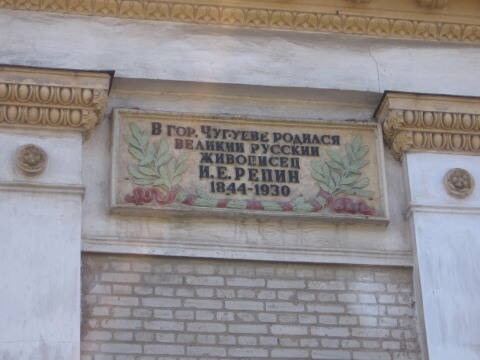 В ГОР. ЧУГУЕВЕ РОДИЛСЯ
ВЕЛИКИЙ РУССКИЙ
ЖИВОПИСЕЦ
И. Е. РЕПИН
1844-1930